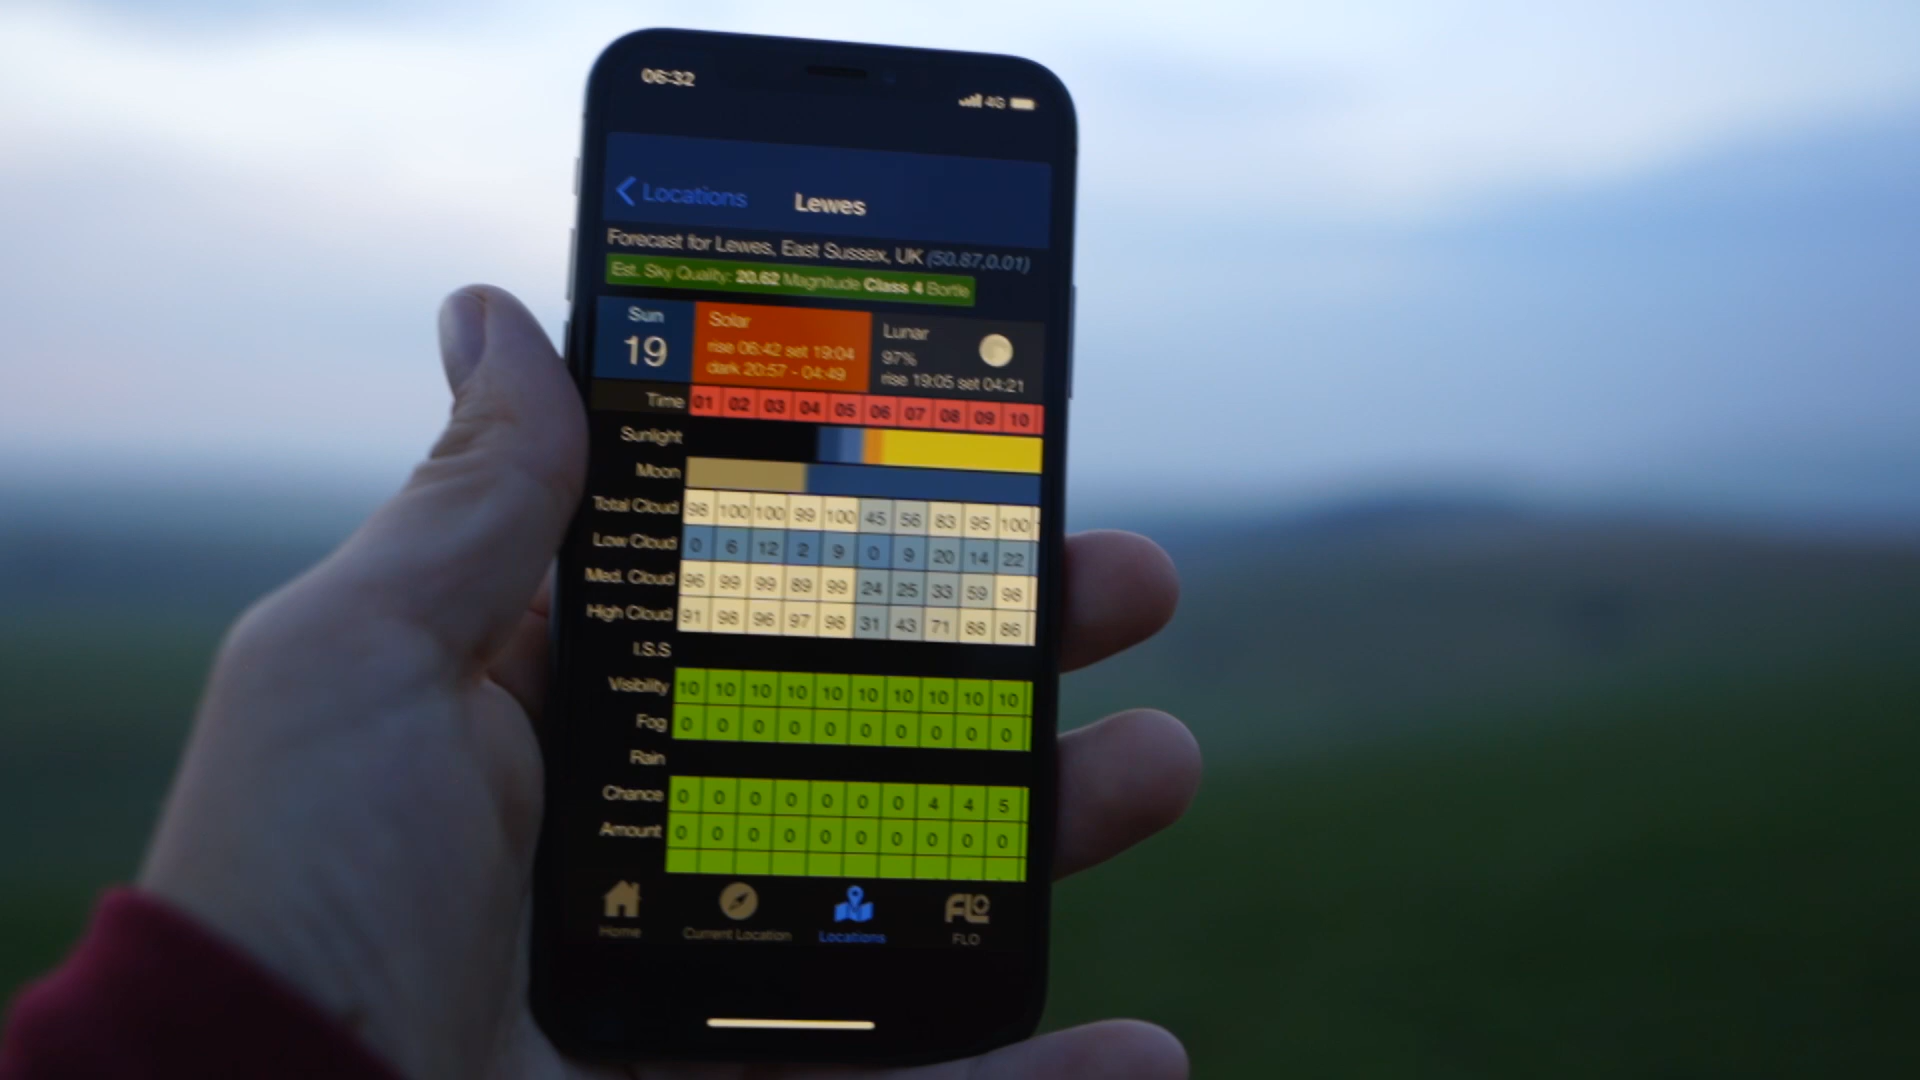 06:32
4G
Locations
Lewes
Forecast for Lewes, East Sussex, UK (50.87,0.01)
Est. Sky Quality: 20.62 Magnitude Class 4 Bortle
Sun
19
Solar
rise 06:42 set 19:04
dark 20:57 - 04:49
Lunar
97%
rise 19:05 set 04:21
Time 01 02 03 04 05 06 07 08 09 10
Sunlight
Moon
Total Cloud 98 100 100 99 100 45 56 83 95 100
Low Cloud 0 6 12 2 9 0 9 20 14 22
Med. Cloud 96 99 99 89 99 24 25 33 59 98
High Cloud 91 98 96 97 98 31 43 71 88 86
I.S.S
Visibility 10 10 10 10 10 10 10 10 10 10
Fog 0 0 0 0 0 0 0 0 0 0
Rain
Chance 0 0 0 0 0 0 0 4 4 5
Amount 0 0 0 0 0 0 0 0 0 0
Home
Current Location
Locations
FLO
FLO